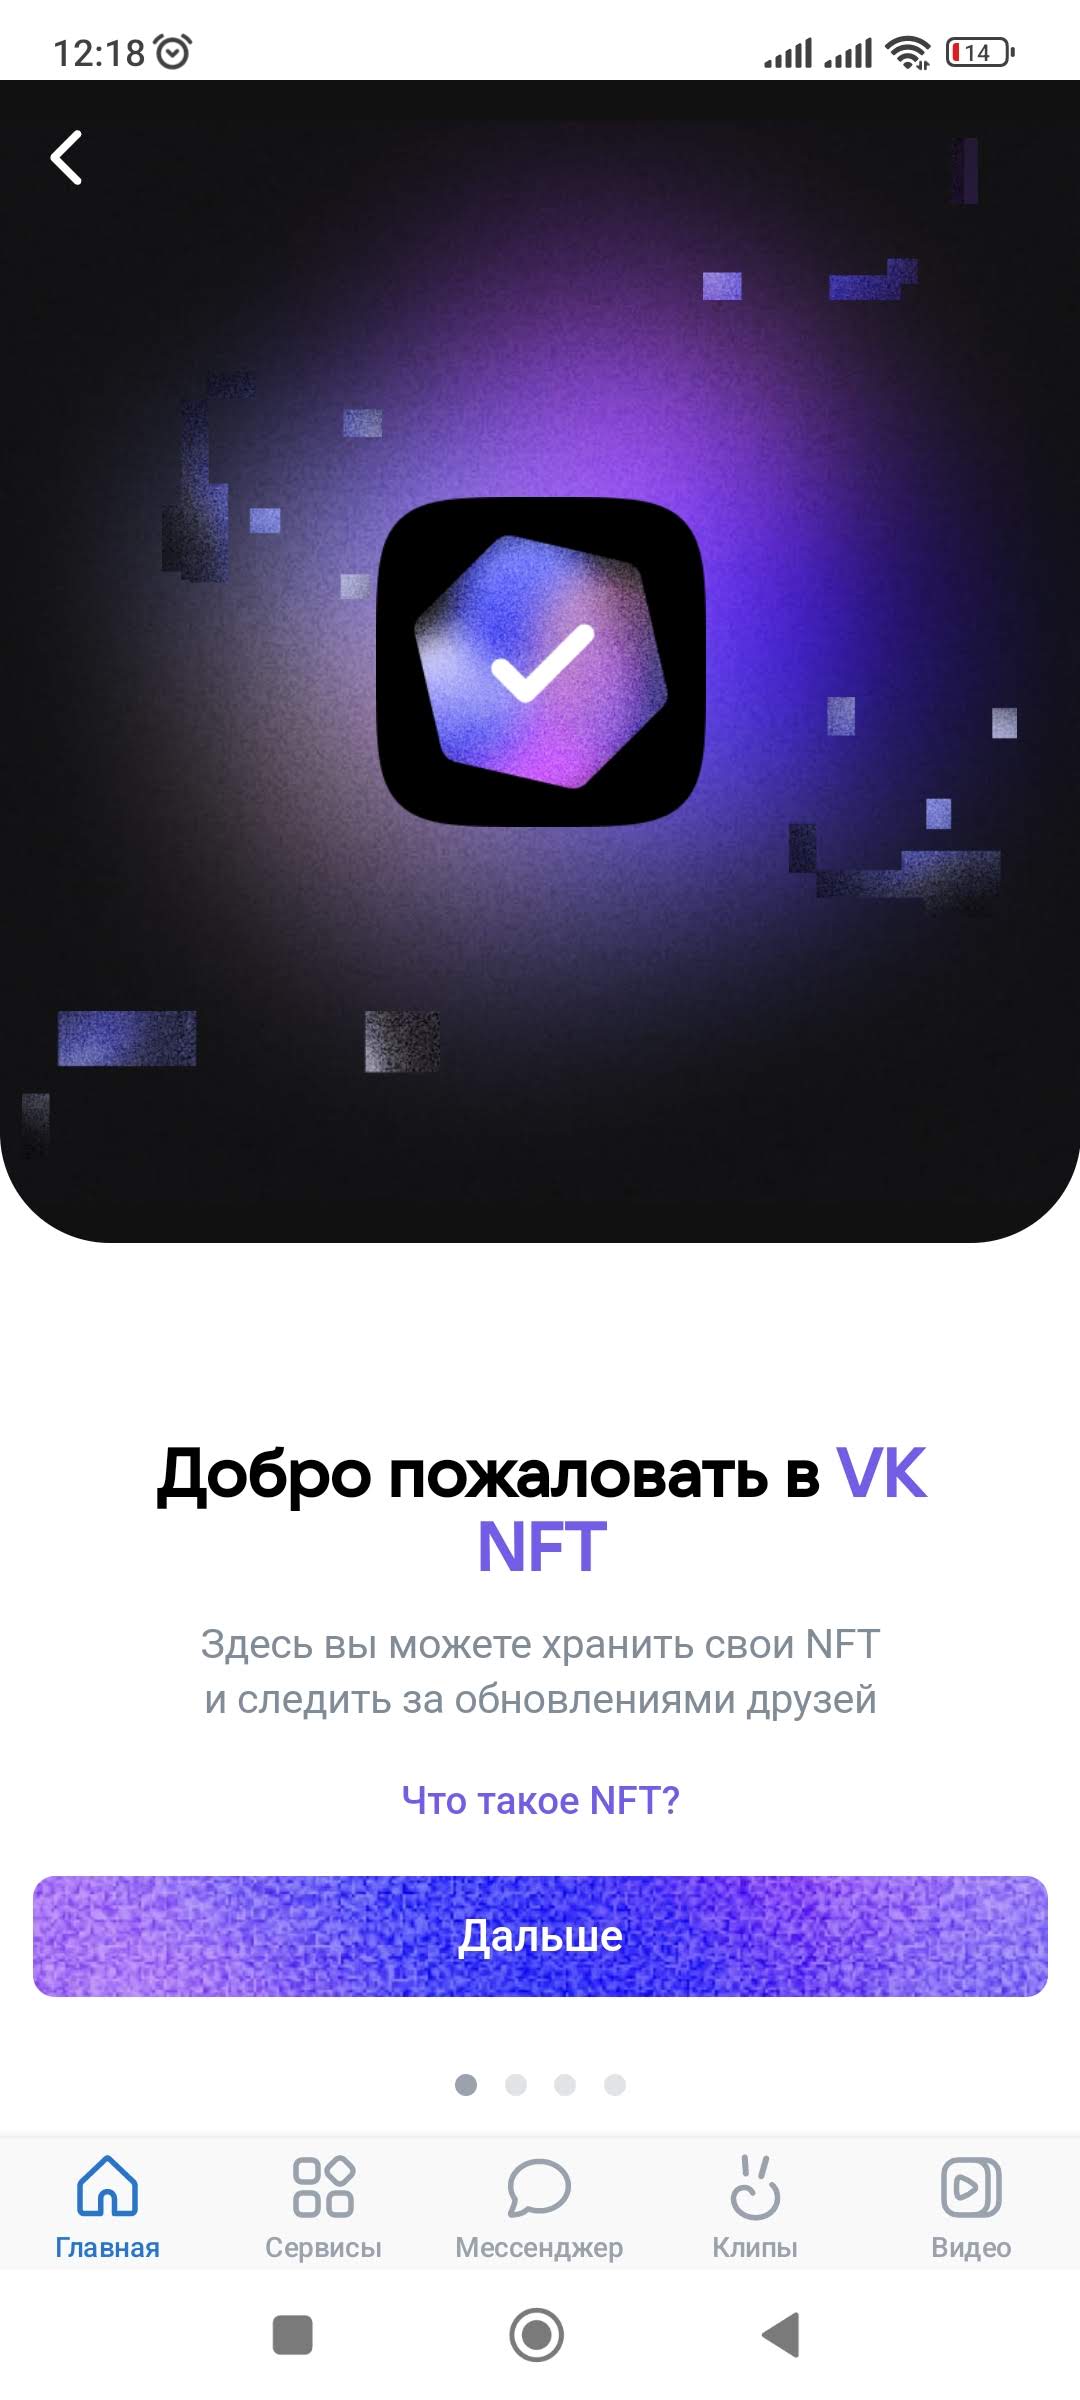 12:18
14
Добро пожаловать в VK
NFT
Здесь вы можете хранить свои NFT
и следить за обновлениями друзей
Что такое NFT?
Дальше
Главная
Сервисы
Мессенджер
Клипы
Видео